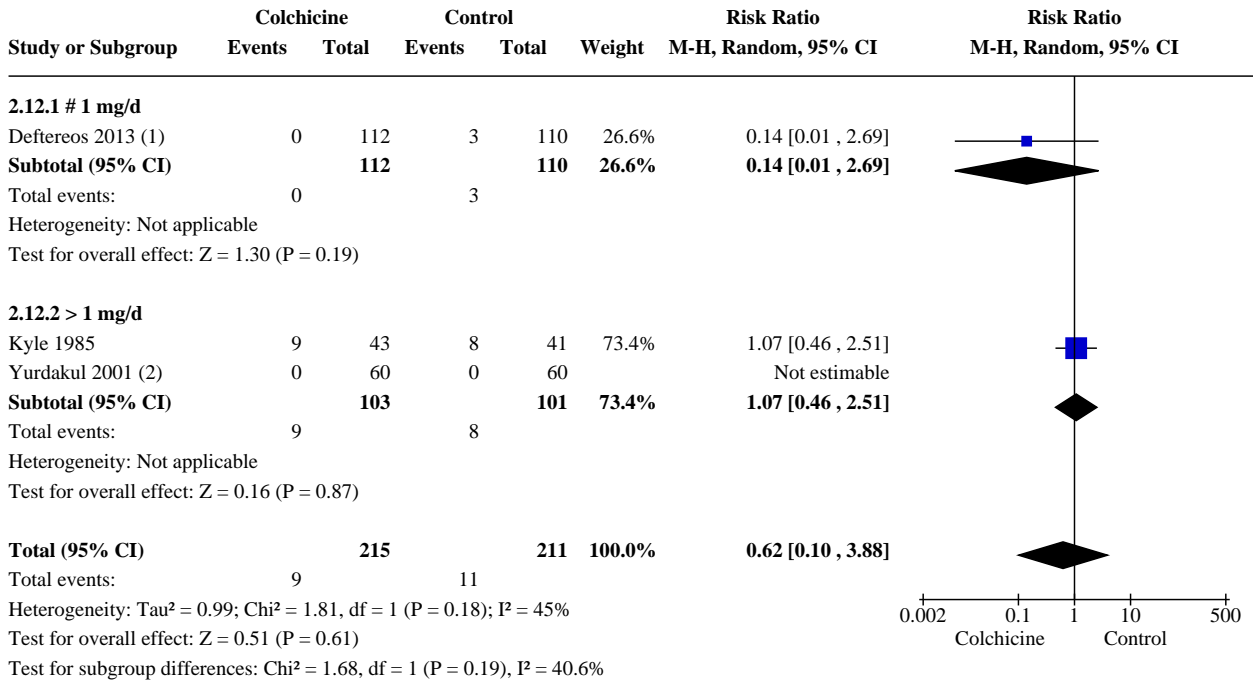 Colchicine Control Risk Ratio Risk Ratio
Study or Subgroup Events Total Events Total Weight M-H, Random, 95% CI M-H, Random, 95% CI
2.12.1 # 1 mg/d
Deftereos 2013 (1) 0 112 3 110 26.6% 0.14 [0.01 , 2.69]
Subtotal (95% CI) 112 110 26.6% 0.14 [0.01 , 2.69]
Total events: 0 3
Heterogeneity: Not applicable
Test for overall effect: Z = 1.30 (P = 0.19)
2.12.2 > 1 mg/d
Kyle 1985 9 43 8 41 73.4% 1.07 [0.46 , 2.51]
Yurdakul 2001 (2) 0 60 0 60 Not estimable
Subtotal (95% CI) 103 101 73.4% 1.07 [0.46 , 2.51]
Total events: 9 8
Heterogeneity: Not applicable
Test for overall effect: Z = 0.16 (P = 0.87)
Total (95% CI) 215 211 100.0% 0.62 [0.10 , 3.88]
Total events: 9 11
Heterogeneity: Tau² = 0.99; Chi² = 1.81, df = 1 (P = 0.18); I² = 45%
0.002 0.1 1 10 500
Test for overall effect: Z = 0.51 (P = 0.61)
Colchicine Control
Test for subgroup differences: Chi² = 1.68, df = 1 (P = 0.19), I² = 40.6%